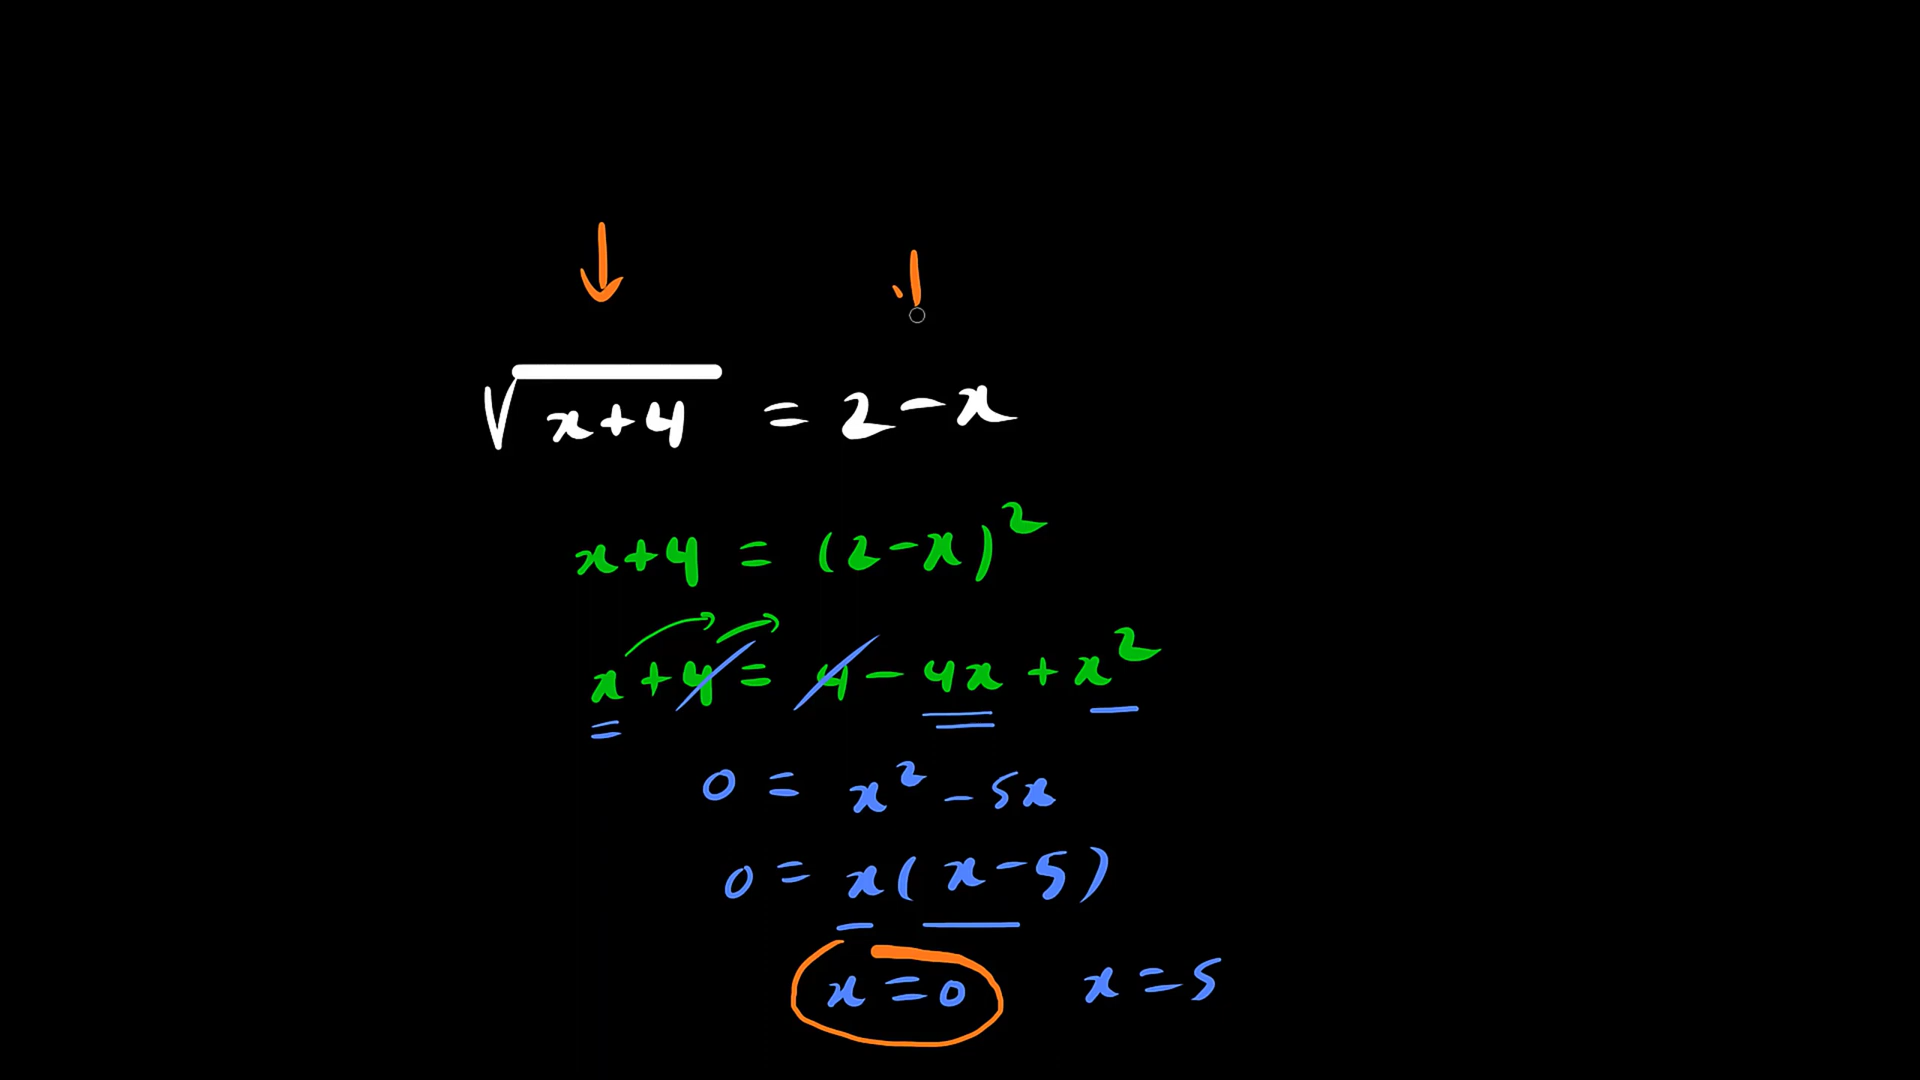 √(x+4) = 2-x
x+4 = (2-x)²
x+4 = 4-4x+x²
0 = x²-5x
0 = x(x-5)
x=0 x=5